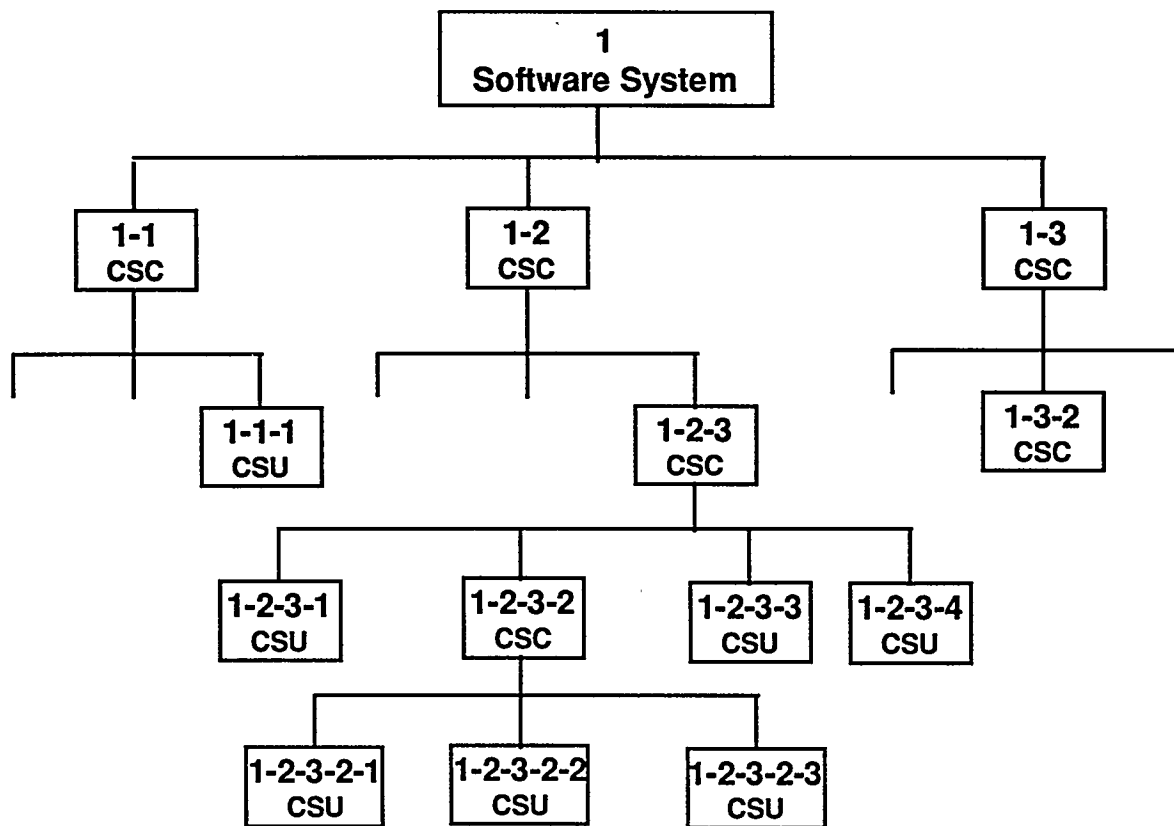 1
Software System
1-1
CSC
1-2
CSC
1-3
CSC
1-1-1
CSU
1-2-3
CSC
1-3-2
CSC
1-2-3-1
CSU
1-2-3-2
CSC
1-2-3-3
CSU
1-2-3-4
CSU
1-2-3-2-1
CSU
1-2-3-2-2
CSU
1-2-3-2-3
CSU